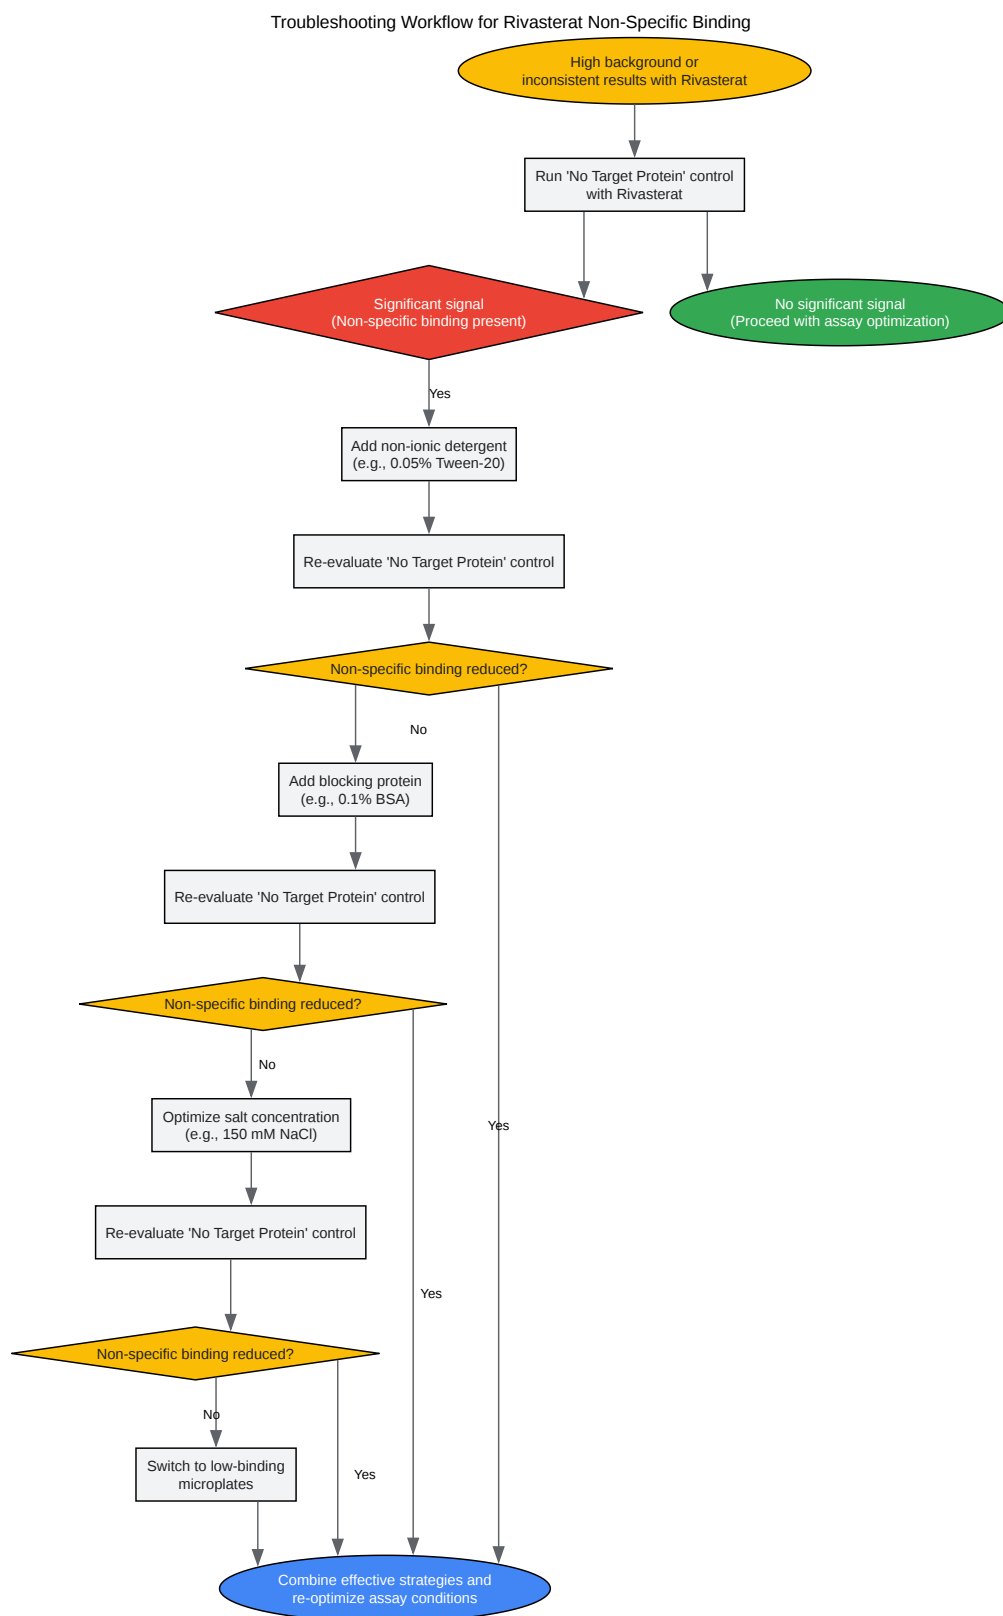 Troubleshooting Workflow for Rivasterat Non-Specific Binding
High background or
inconsistent results with Rivasterat
Run 'No Target Protein' control
with Rivasterat
Significant signal
(Non-specific binding present)
No significant signal
(Proceed with assay optimization)
Yes
Add non-ionic detergent
(e.g., 0.05% Tween-20)
Re-evaluate 'No Target Protein' control
Non-specific binding reduced?
No
Add blocking protein
(e.g., 0.1% BSA)
Re-evaluate 'No Target Protein' control
Non-specific binding reduced?
No
Optimize salt concentration
(e.g., 150 mM NaCl)
Yes
Re-evaluate 'No Target Protein' control
Yes
Non-specific binding reduced?
No
Switch to low-binding
microplates
Yes
Combine effective strategies and
re-optimize assay conditions